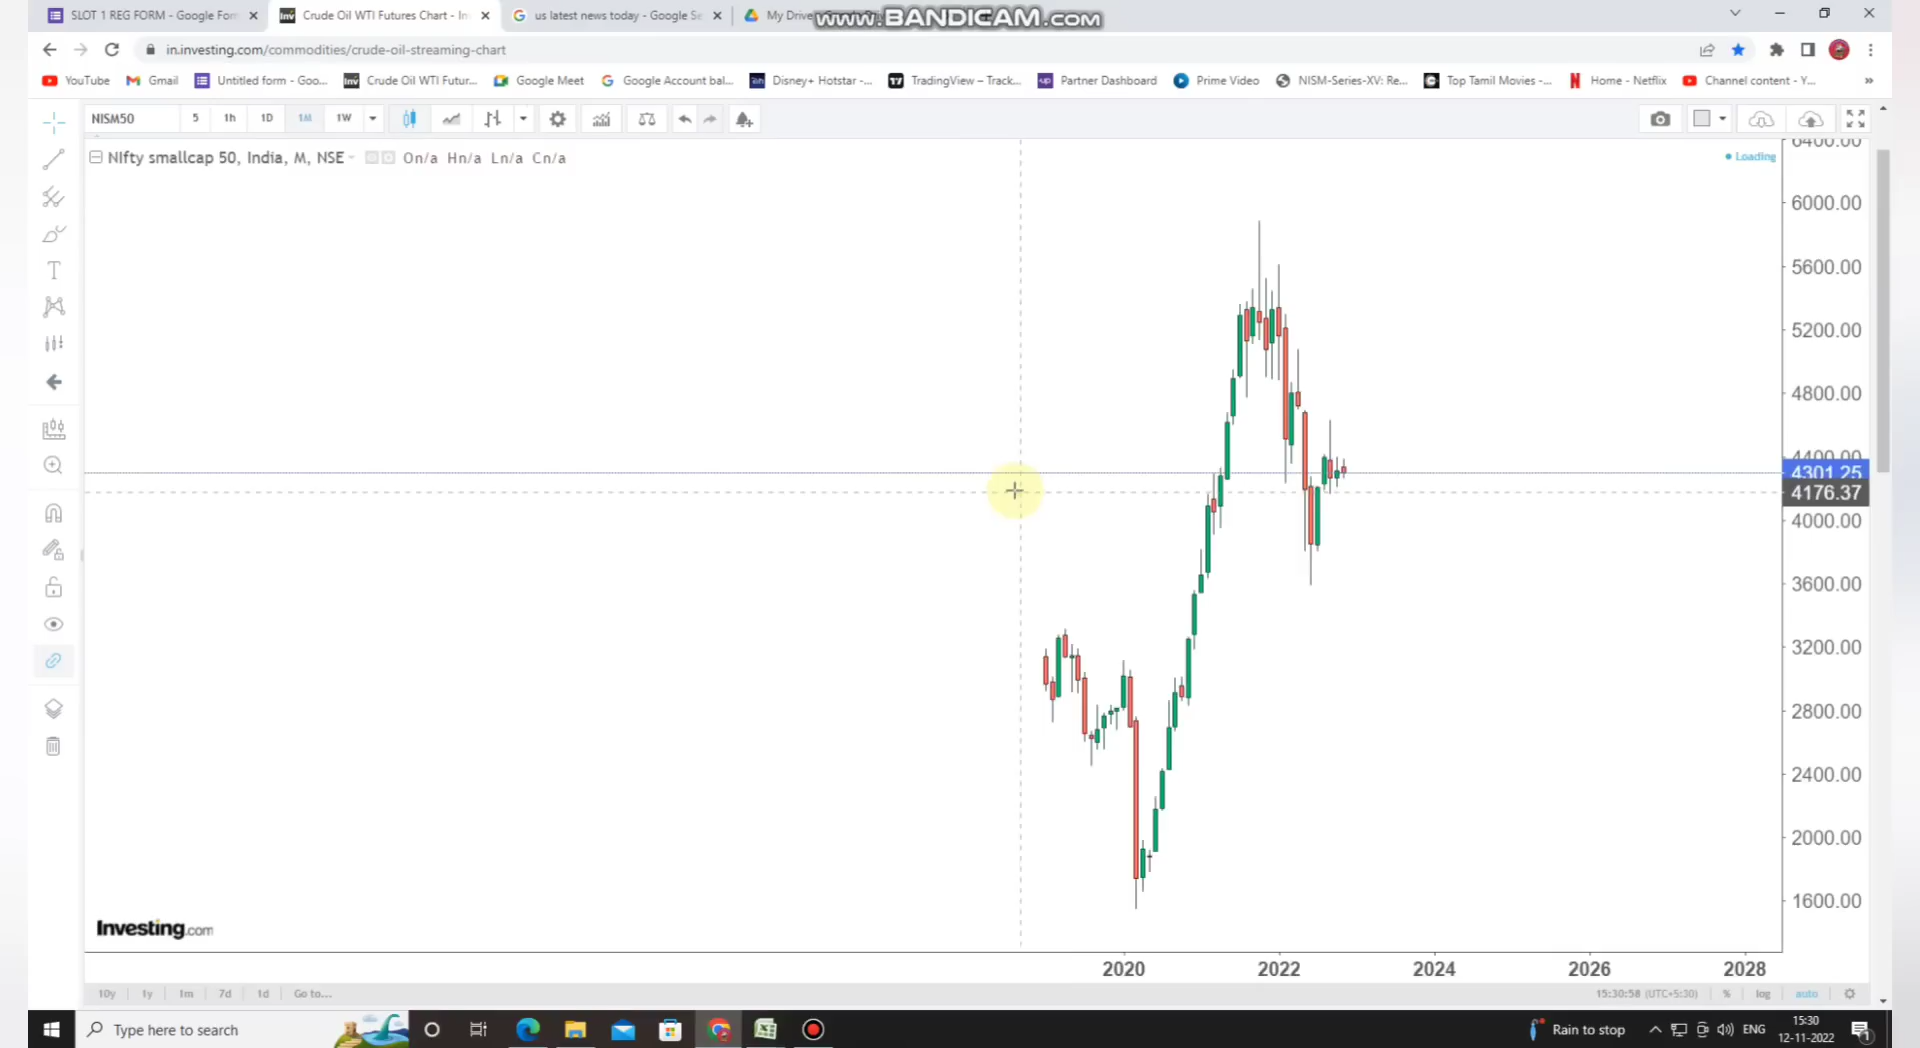 SLOT 1 REG FORM - Google Form
Crude Oil WTI Futures Chart - In
us latest news today - Google Se
My Drive
www.BANDICAM.com
in.investing.com/commodities/crude-oil-streaming-chart
YouTube
Gmail
Untitled form - Goo...
Crude Oil WTI Futur...
Google Meet
Google Account bal...
Disney+ Hotstar -...
TradingView – Track...
Partner Dashboard
Prime Video
NISM-Series-XV: Re...
Top Tamil Movies -...
Home - Netflix
Channel content - Y...
NISM50
5
1h
1D
1M
1W
NIfty smallcap 50, India, M, NSE
On/a Hn/a Ln/a Cn/a
Loading
6400.00
6000.00
5600.00
5200.00
4800.00
4400.00
4301.25
4176.37
4000.00
3600.00
3200.00
2800.00
2400.00
2000.00
1600.00
Investing.com
2020
2022
2024
2026
2028
10y
1y
1m
7d
1d
Go to...
15:30:58 (UTC+5:30)
%
log
auto
Type here to search
Rain to stop
ENG
15:30
12-11-2022
1